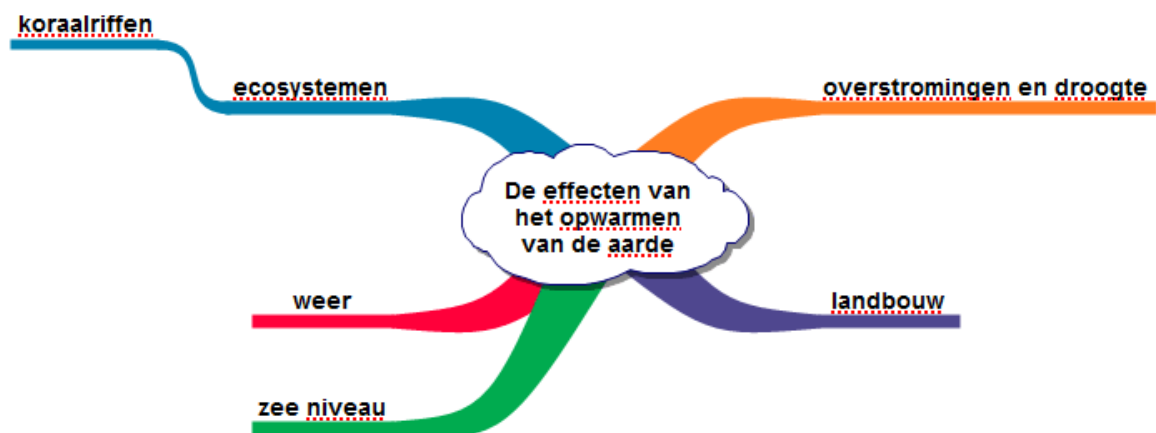 koraalriffen
ecosystemen
overstromingen en droogte
De effecten van
het opwarmen
van de aarde
weer
landbouw
zee niveau